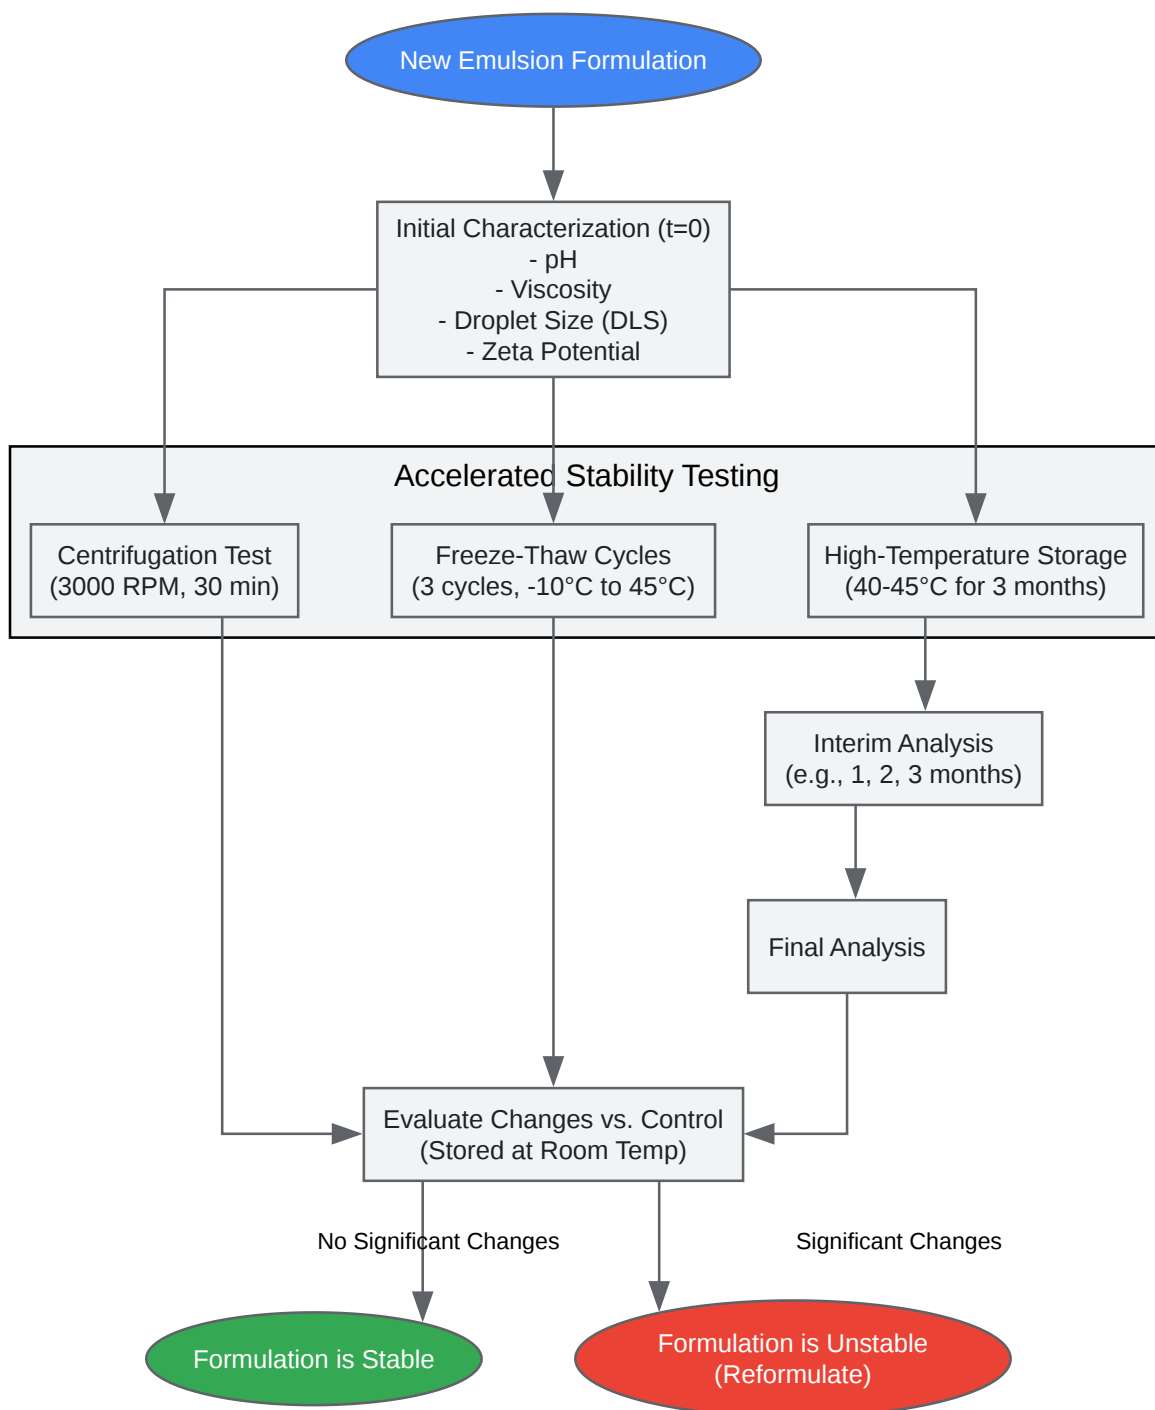 New Emulsion Formulation
Initial Characterization (t=0)
- pH
- Viscosity
- Droplet Size (DLS)
- Zeta Potential
Accelerated Stability Testing
Centrifugation Test
(3000 RPM, 30 min)
Freeze-Thaw Cycles
(3 cycles, -10°C to 45°C)
High-Temperature Storage
(40-45°C for 3 months)
Interim Analysis
(e.g., 1, 2, 3 months)
Final Analysis
Evaluate Changes vs. Control
(Stored at Room Temp)
No Significant Changes
Significant Changes
Formulation is Stable
Formulation is Unstable
(Reformulate)